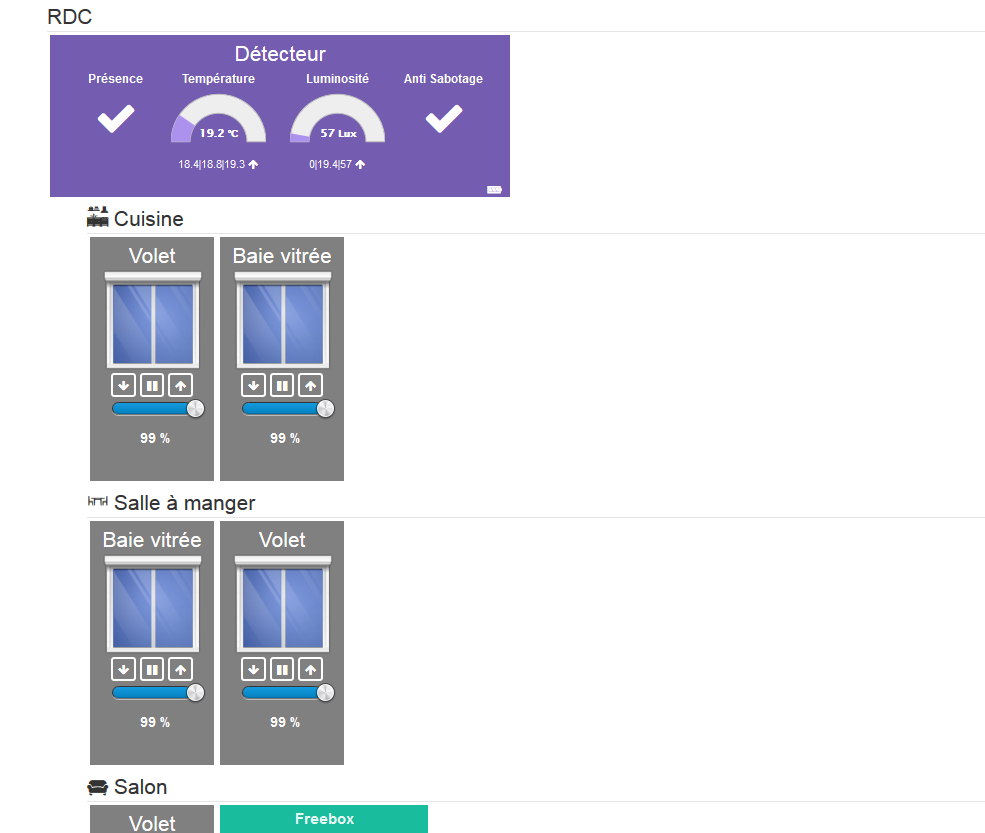 RDC
Détecteur
Présence Température Luminosité Anti Sabotage
19.2 °C 57 Lux
18.4|18.8|19.3 0|19.4|57
Cuisine
Volet Baie vitrée
99 % 99 %
Salle à manger
Baie vitrée Volet
99 % 99 %
Salon
Volet Freebox